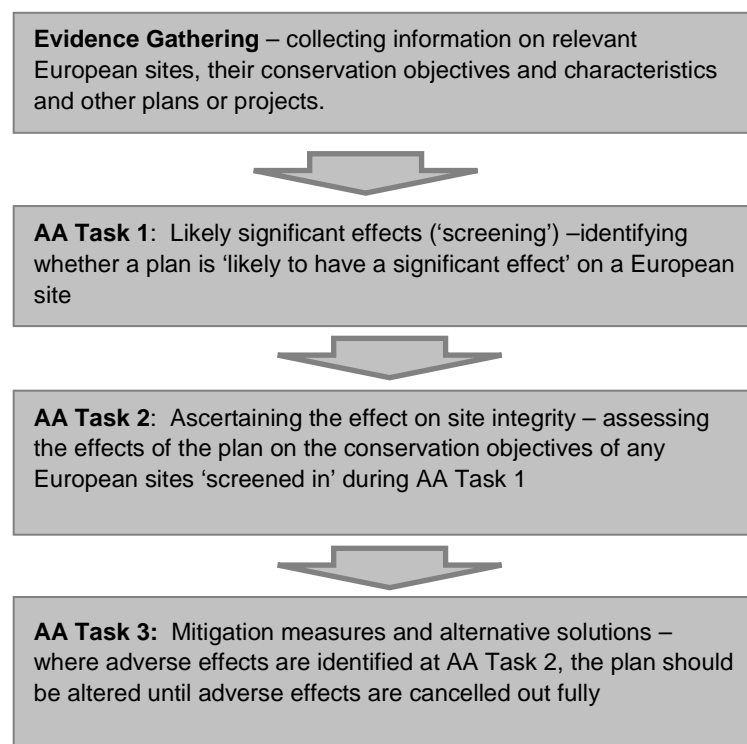 Evidence Gathering – collecting information on relevant
European sites, their conservation objectives and characteristics
and other plans or projects.
AA Task 1:  Likely significant effects (‘screening’) –identifying
whether a plan is ‘likely to have a significant effect’ on a European
site
AA Task 2:  Ascertaining the effect on site integrity – assessing
the effects of the plan on the conservation objectives of any
European sites ‘screened in’ during AA Task 1
AA Task 3:  Mitigation measures and alternative solutions –
where adverse effects are identified at AA Task 2, the plan should
be altered until adverse effects are cancelled out fully